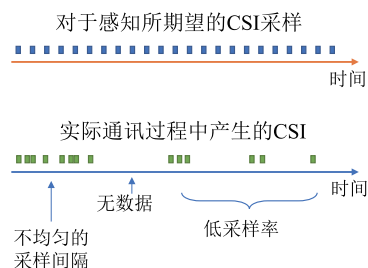 对于感知所期望的CSI采样
时间
实际通讯过程中产生的CSI
时间
无数据
低采样率
不均匀的
采样间隔